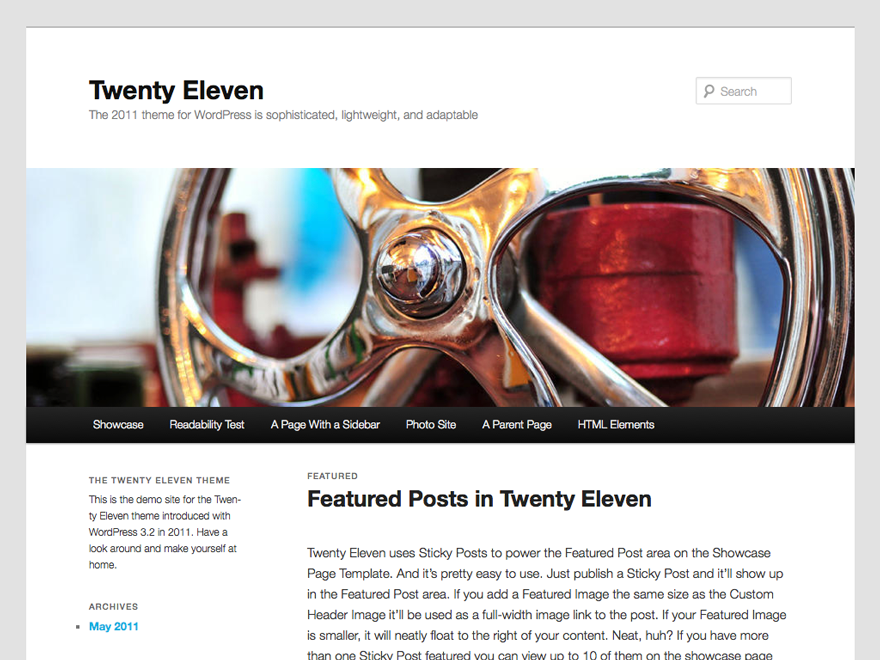 Twenty Eleven
The 2011 theme for WordPress is sophisticated, lightweight, and adaptable
Search
Showcase Readability Test A Page With a Sidebar Photo Site A Parent Page HTML Elements
THE TWENTY ELEVEN THEME
This is the demo site for the Twen-
ty Eleven theme introduced with
WordPress 3.2 in 2011. Have a
look around and make yourself at
home.
ARCHIVES
May 2011
FEATURED
Featured Posts in Twenty Eleven
Twenty Eleven uses Sticky Posts to power the Featured Post area on the Showcase
Page Template. And it’s pretty easy to use. Just publish a Sticky Post and it’ll show up
in the Featured Post area. If you add a Featured Image the same size as the Custom
Header Image it’ll be used as a full-width image link to the post. If your Featured Image
is smaller, it will neatly float to the right of your content. Neat, huh? If you have more
than one Sticky Post featured you can view up to 10 of them on the showcase page